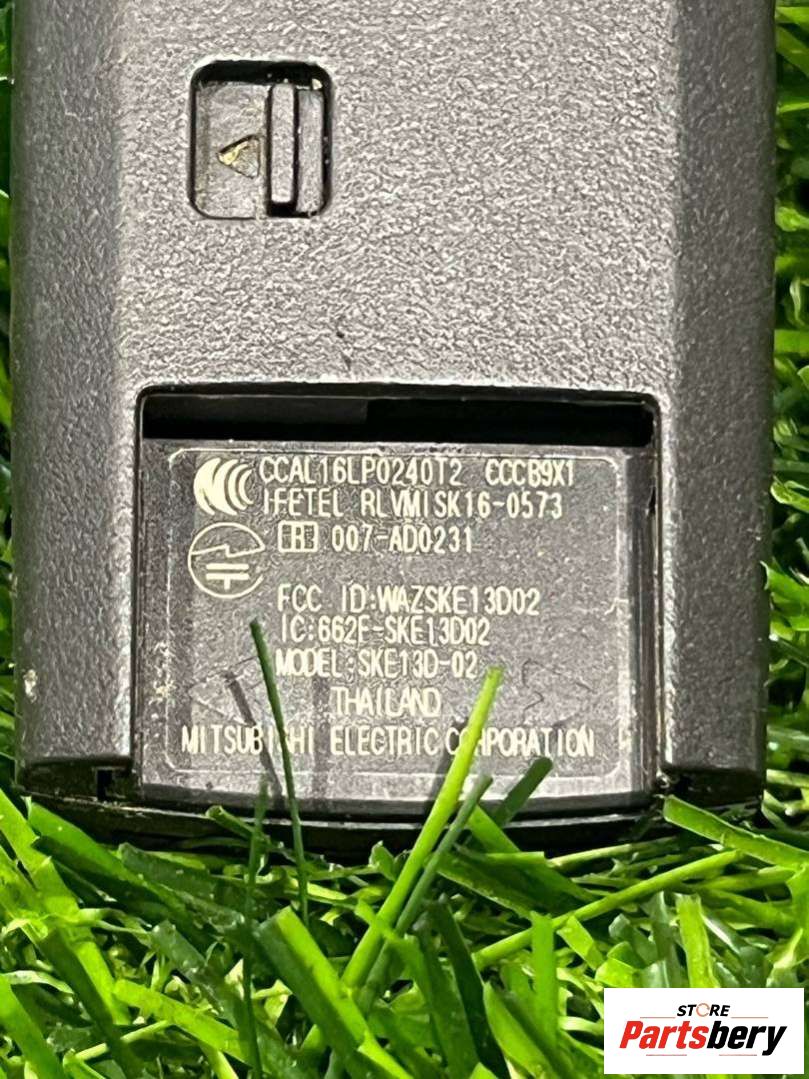 CCAL16LP0240T2 CCCB9X1
IFETEL RLVMISK16-0573
R 007-AD0231
FCC ID:WAZSKE13D02
IC:662F-SKE13D02
MODEL:SKE13D-02
THAILAND
MITSUBISHI ELECTRIC CORPORATION
STORE
Partsbery